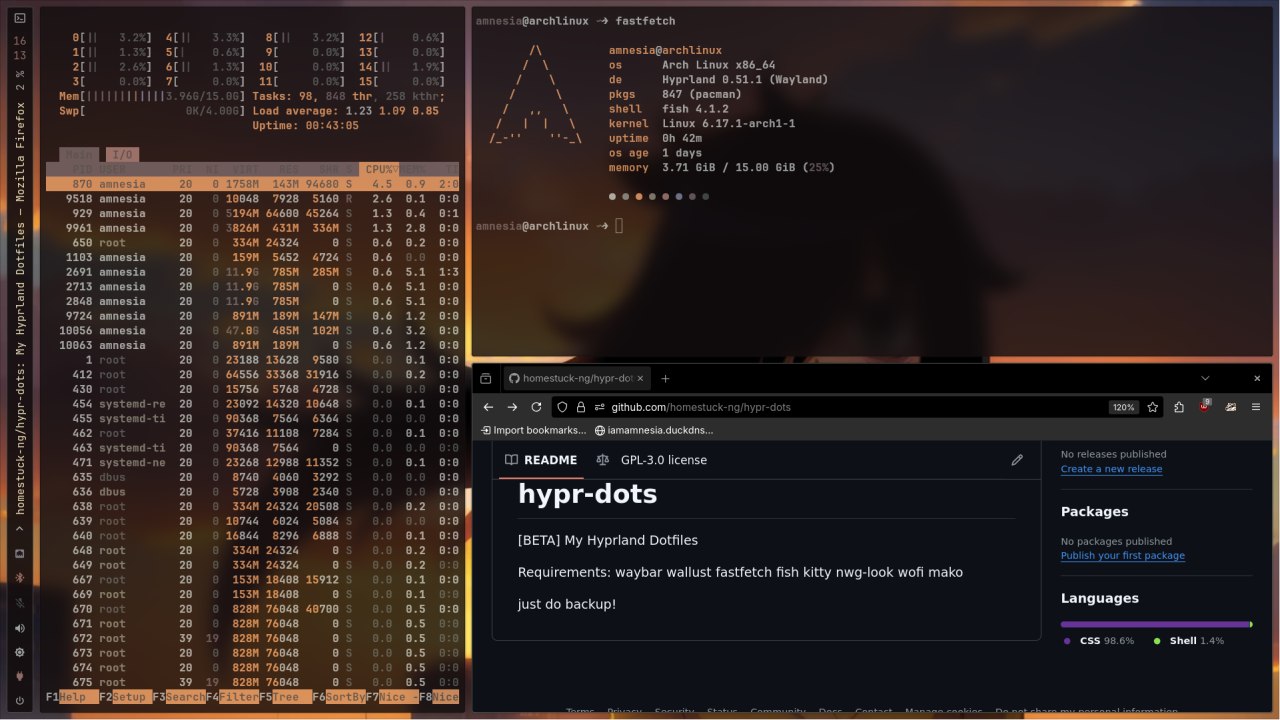 16
13
2
homestuck-ng/hypr-dots: My Hyprland Dotfiles — Mozilla Firefox
0[|| 3.2%] 4[|| 3.3%] 8[|| 3.2%] 12[| 0.6%]
1[|| 1.3%] 5[| 0.6%] 9[ 0.0%] 13[ 0.0%]
2[|| 2.6%] 6[|| 1.3%] 10[ 0.0%] 14[|| 1.9%]
3[ 0.0%] 7[ 0.0%] 11[ 0.0%] 15[ 0.0%]
Mem[|||||||||||||3.96G/15.0G] Tasks: 98, 848 thr, 258 kthr;
Swp[ 0K/4.00G] Load average: 1.23 1.09 0.85
Uptime: 00:43:05
Main I/O
PID USER PRI NI VIRT RES SHR S CPU%▽MEM% TI
870 amnesia 20 0 1758M 143M 94680 S 4.5 0.9 2:0
9518 amnesia 20 0 10048 7928 5160 R 2.6 0.1 0:0
929 amnesia 20 0 3194M 64600 45264 S 1.3 0.4 0:1
9961 amnesia 20 0 3826M 431M 336M S 1.3 2.8 0:0
650 root 20 0 334M 24324 0 S 0.6 0.2 0:0
1103 amnesia 20 0 159M 5452 4724 S 0.6 0.0 0:0
2691 amnesia 20 0 11.9G 785M 285M S 0.6 5.1 1:3
2713 amnesia 20 0 11.9G 785M 0 S 0.6 5.1 0:0
2848 amnesia 20 0 11.9G 785M 0 S 0.6 5.1 0:0
9724 amnesia 20 0 891M 189M 147M S 0.6 1.2 0:0
10056 amnesia 20 0 47.0G 485M 102M S 0.6 3.2 0:0
10063 amnesia 20 0 891M 189M 0 S 0.6 1.2 0:0
1 root 20 0 23188 13628 9580 S 0.0 0.1 0:0
412 root 20 0 64556 33368 31916 S 0.0 0.2 0:0
430 root 20 0 15756 5768 4728 S 0.0 0.0 0:0
454 systemd-re 20 0 23092 14320 10648 S 0.0 0.1 0:0
455 systemd-ti 20 0 90368 7564 6364 S 0.0 0.0 0:0
462 root 20 0 37416 11108 7284 S 0.0 0.1 0:0
463 systemd-ti 20 0 90368 7564 0 S 0.0 0.0 0:0
471 systemd-ne 20 0 23268 12988 11352 S 0.0 0.1 0:0
635 dbus 20 0 8740 4060 3292 S 0.0 0.0 0:0
636 dbus 20 0 5728 3908 2340 S 0.0 0.0 0:0
638 root 20 0 334M 24324 20508 S 0.0 0.2 0:0
639 root 20 0 10744 6024 5084 S 0.0 0.0 0:0
640 root 20 0 16844 8296 6888 S 0.0 0.1 0:0
648 root 20 0 334M 24324 0 S 0.0 0.2 0:0
649 root 20 0 334M 24324 0 S 0.0 0.2 0:0
667 root 20 0 153M 18408 15912 S 0.0 0.1 0:0
669 root 20 0 153M 18408 0 S 0.0 0.1 0:0
670 root 20 0 828M 76048 40700 S 0.0 0.5 0:0
671 root 20 0 828M 76048 0 S 0.0 0.5 0:0
672 root 39 19 828M 76048 0 S 0.0 0.5 0:0
673 root 20 0 828M 76048 0 S 0.0 0.5 0:0
674 root 20 0 828M 76048 0 S 0.0 0.5 0:0
675 root 39 19 828M 76048 0 S 0.0 0.5 0:0
F1Help F2Setup F3SearchF4FilterF5Tree F6SortByF7Nice -F8Nice
amnesia@archlinux → fastfetch
amnesia@archlinux
os Arch Linux x86_64
de Hyprland 0.51.1 (Wayland)
pkgs 847 (pacman)
shell fish 4.1.2
kernel Linux 6.17.1-arch1-1
uptime 0h 42m
os age 1 days
memory 3.71 GiB / 15.00 GiB (25%)
amnesia@archlinux →
homestuck-ng/hypr-dot
github.com/homestuck-ng/hypr-dots 120% 9
Import bookmarks... iamamnesia.duckdns...
README GPL-3.0 license
hypr-dots
[BETA] My Hyprland Dotfiles
Requirements: waybar wallust fastfetch fish kitty nwg-look wofi mako
just do backup!
No releases published
Create a new release
Packages
No packages published
Publish your first package
Languages
CSS 98.6% Shell 1.4%
Terms Privacy Security Status Community Docs Contact Manage cookies Do not share my personal information